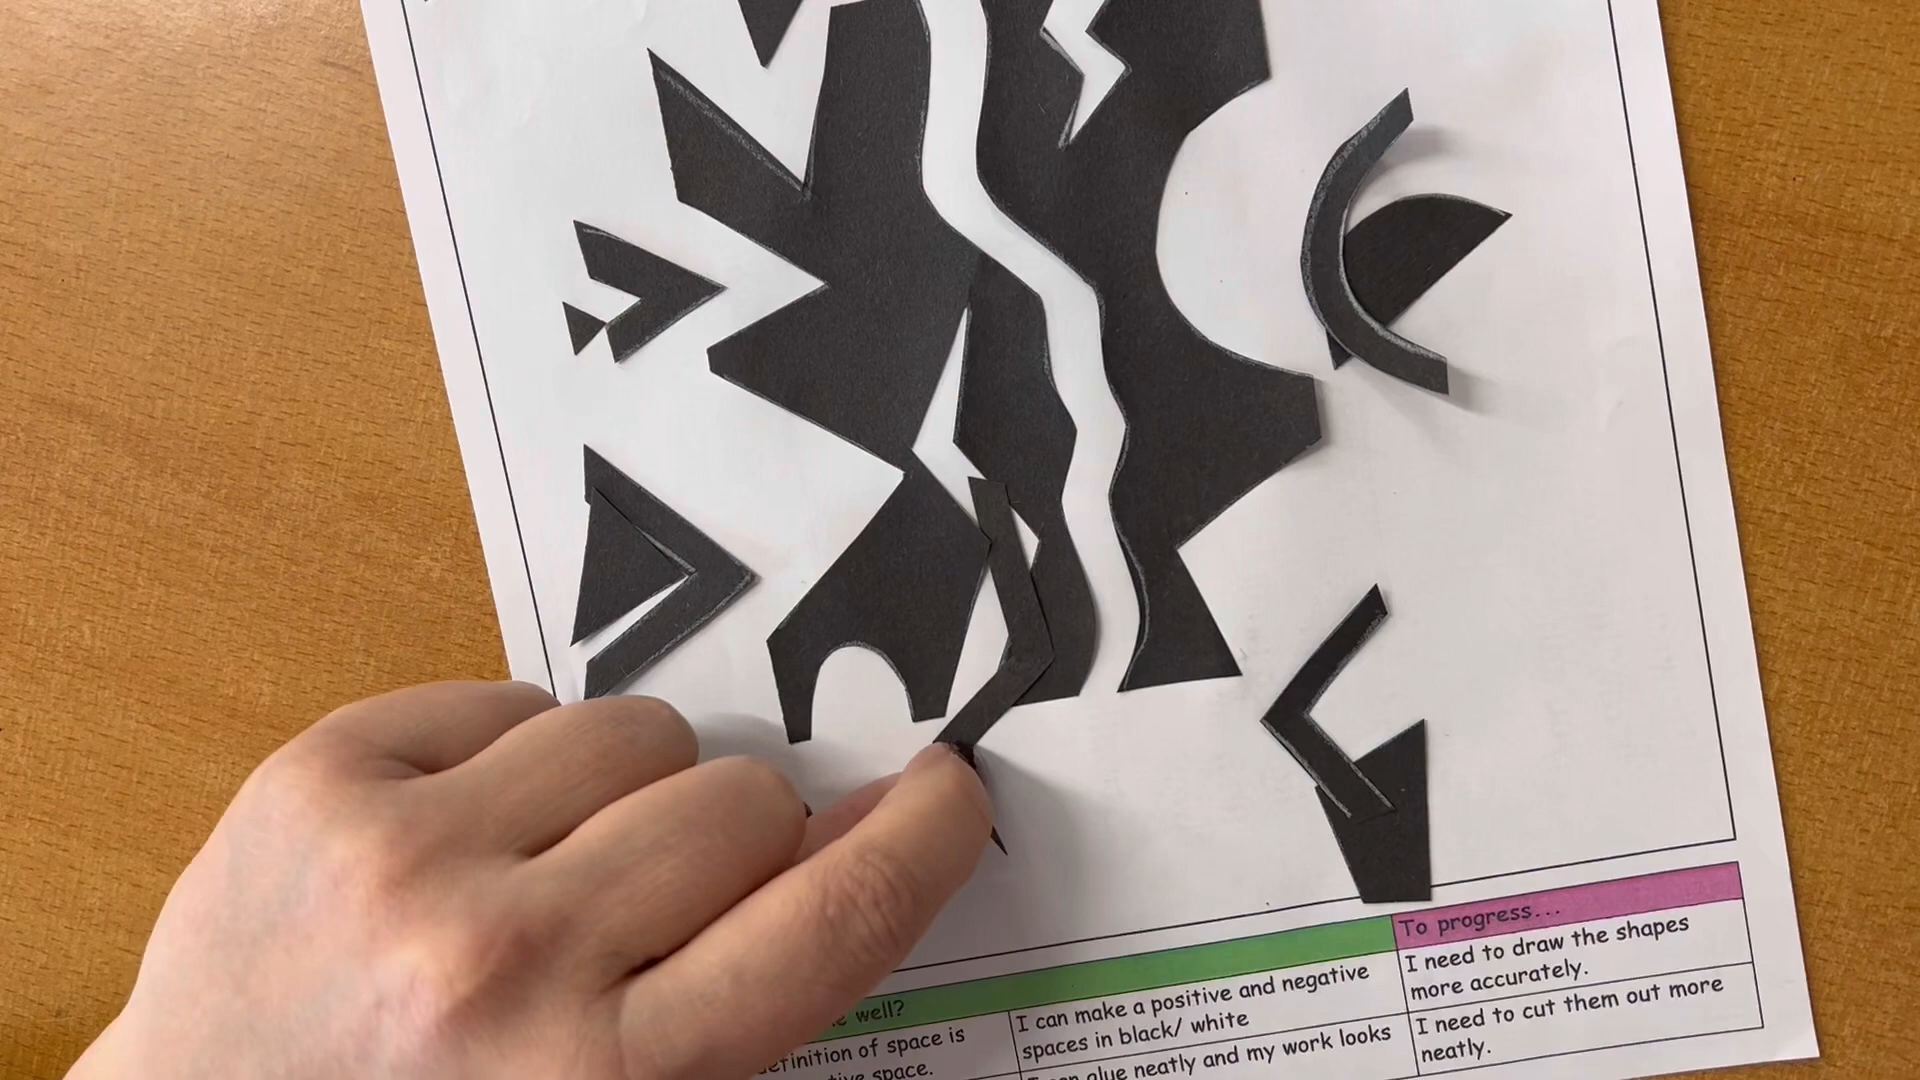 well?
To progress...
I can make a positive and negative
spaces in black/ white
I need to draw the shapes
more accurately.
definition of space is
space.
glue neatly and my work looks
I need to cut them out more
neatly.